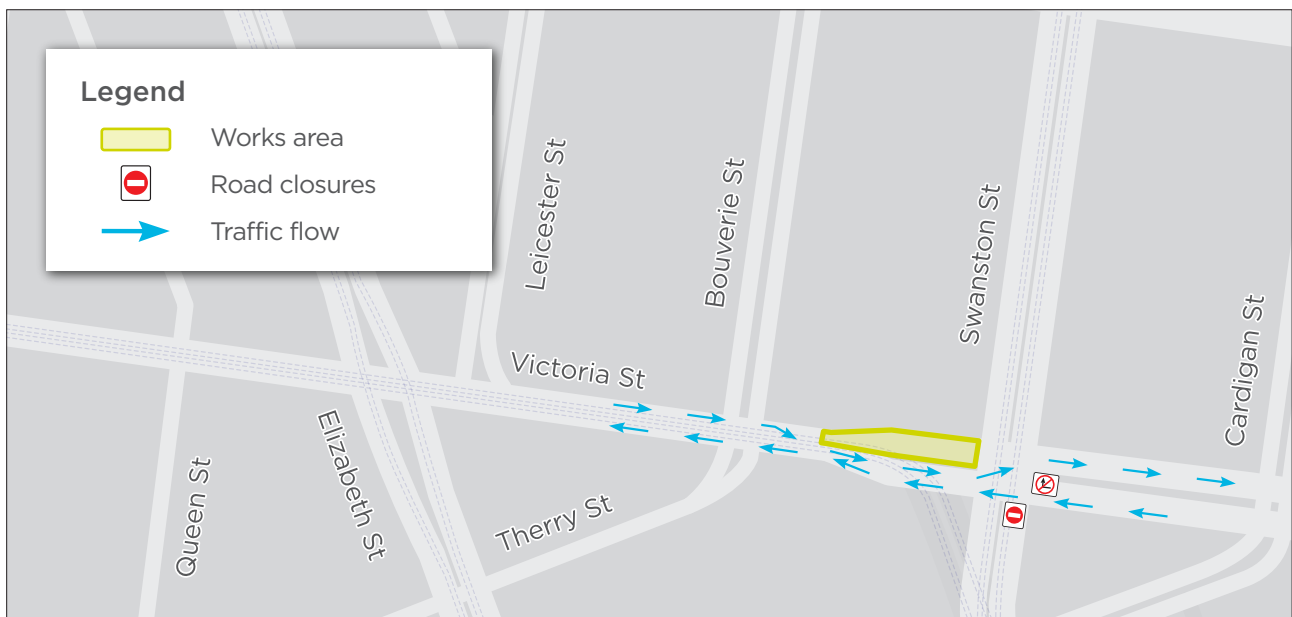 Legend
Works area
Road closures
Traffic flow
Leicester St
Bouverie St
Swanston St
Cardigan St
Victoria St
Elizabeth St
Queen St
Therry St